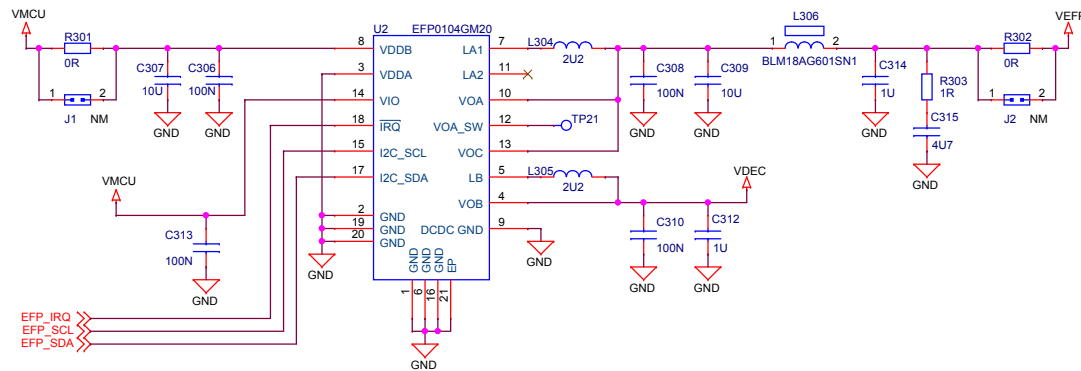 VMCU
R301
0R
1 2
J1 NM
C307
10U
C306
100N
GND GND
VMCU
C313
100N
GND
EFP_IRQ
EFP_SCL
EFP_SDA
U2 EFP0104GM20
8 VDDB
3 VDDA
14 VIO
18 IRQ
15 I2C_SCL
17 I2C_SDA
2 GND
19 GND
20 GND
GND
LA1 7
LA2 11
VOA 10
VOA_SW 12
VOC 13
LB 5
VOB 4
DCDC GND 9
GND GND GND EP
1 6 16 21
GND
L304
2U2
TP21
L305
2U2
GND
C308
100N
GND
C309
10U
GND
C310
100N
GND
C312
1U
GND
VDEC
L306
1 2
BLM18AG601SN1
C314
1U
GND
R303
1R
C315
4U7
GND
VEFP
R302
0R
1 2
J2 NM